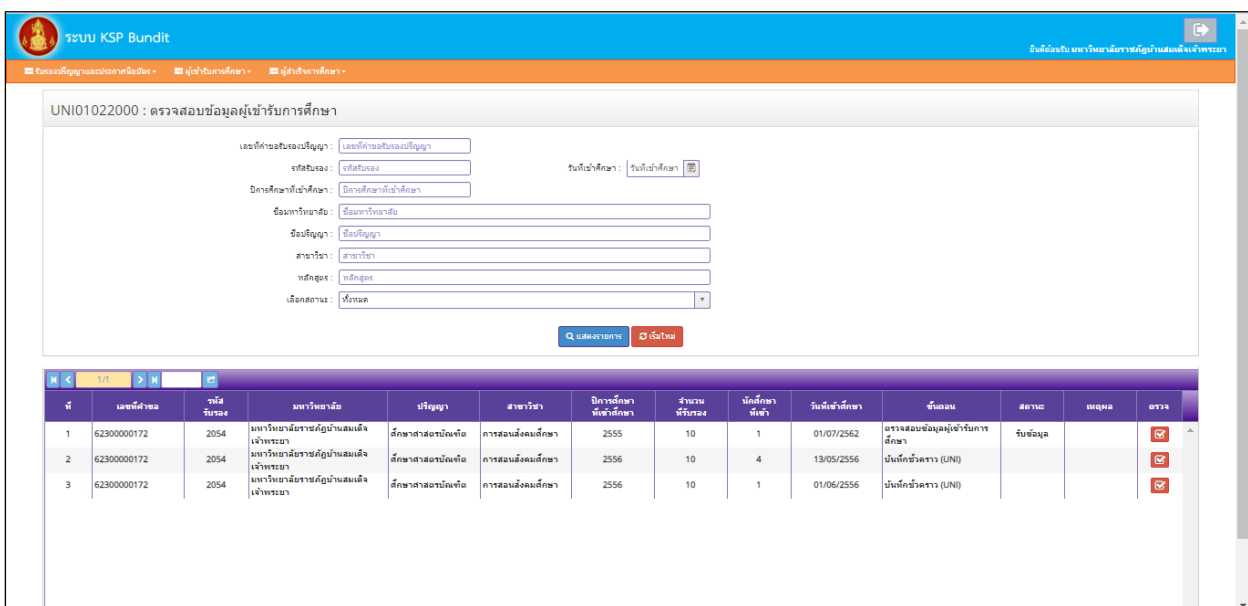 ระบบ KSP Bundit
ยินดีต้อนรับ มหาวิทยาลัยราชภัฏบ้านสมเด็จเจ้าพระยา
รับรองปริญญาและประกาศนียบัตร ผู้เข้ารับการศึกษา ผู้สำเร็จการศึกษา
UNI01022000 : ตรวจสอบข้อมูลผู้เข้ารับการศึกษา
เลขที่คำขอรับรองปริญญา : เลขที่คำขอรับรองปริญญา
รหัสรับรอง : รหัสรับรอง วันที่เข้าศึกษา : วันที่เข้าศึกษา
ปีการศึกษาที่เข้าศึกษา : ปีการศึกษาที่เข้าศึกษา
ชื่อมหาวิทยาลัย : ชื่อมหาวิทยาลัย
ชื่อปริญญา : ชื่อปริญญา
สาขาวิชา : สาขาวิชา
หลักสูตร : หลักสูตร
เลือกสถานะ : ทั้งหมด
แสดงรายการ เริ่มใหม่
1/1
ที่ เลขที่คำขอ รหัสรับรอง มหาวิทยาลัย ปริญญา สาขาวิชา ปีการศึกษาที่เข้าศึกษา จำนวนที่รับรอง นักศึกษาที่เข้า วันที่เข้าศึกษา ขั้นตอน สถานะ เหตุผล ตรวจ
1 62300000172 2054 มหาวิทยาลัยราชภัฏบ้านสมเด็จเจ้าพระยา ศึกษาศาสตรบัณฑิต การสอนสังคมศึกษา 2555 10 1 01/07/2562 ตรวจสอบข้อมูลผู้เข้ารับการศึกษา รับข้อมูล
2 62300000172 2054 มหาวิทยาลัยราชภัฏบ้านสมเด็จเจ้าพระยา ศึกษาศาสตรบัณฑิต การสอนสังคมศึกษา 2556 10 4 13/05/2556 บันทึกชั่วคราว (UNI)
3 62300000172 2054 มหาวิทยาลัยราชภัฏบ้านสมเด็จเจ้าพระยา ศึกษาศาสตรบัณฑิต การสอนสังคมศึกษา 2556 10 1 01/06/2556 บันทึกชั่วคราว (UNI)